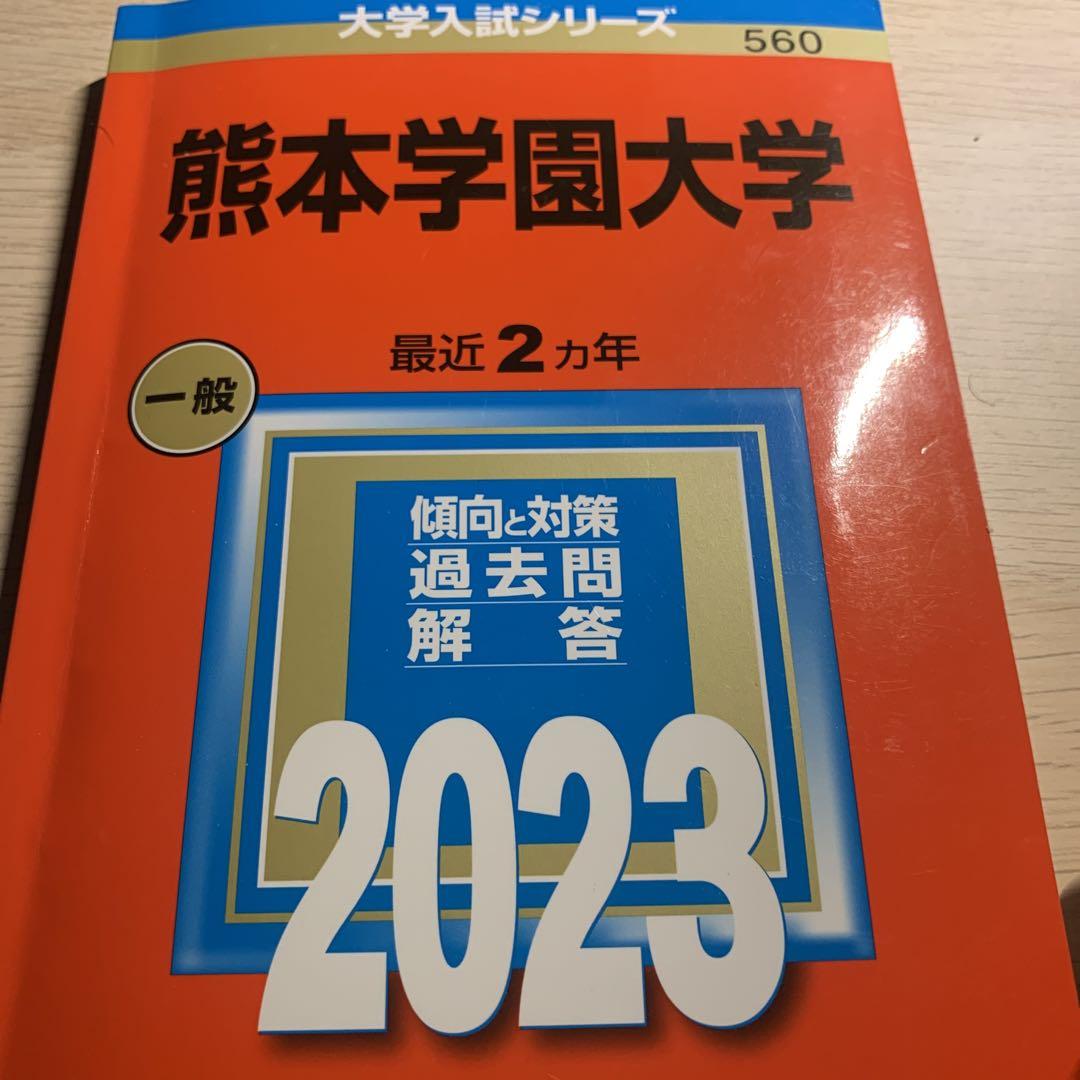 大学入試シリーズ
560
熊本学園大学
最近2ヵ年
一般
傾向と対策
過去問
解答
2023